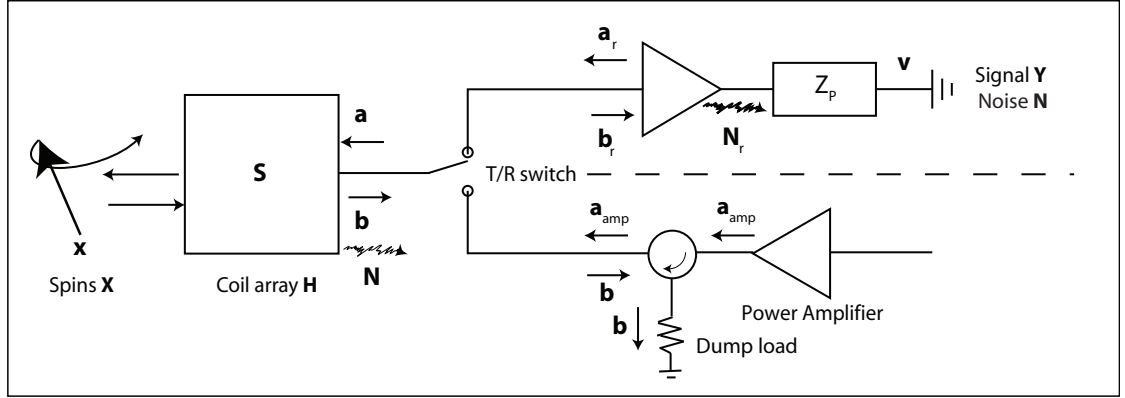 a_r
b_r
N_r
Z_P
v
Signal Y
Noise N
S
a
b
N
x
Spins X
Coil array H
T/R switch
a_amp
a_amp
b
b
Power Amplifier
Dump load